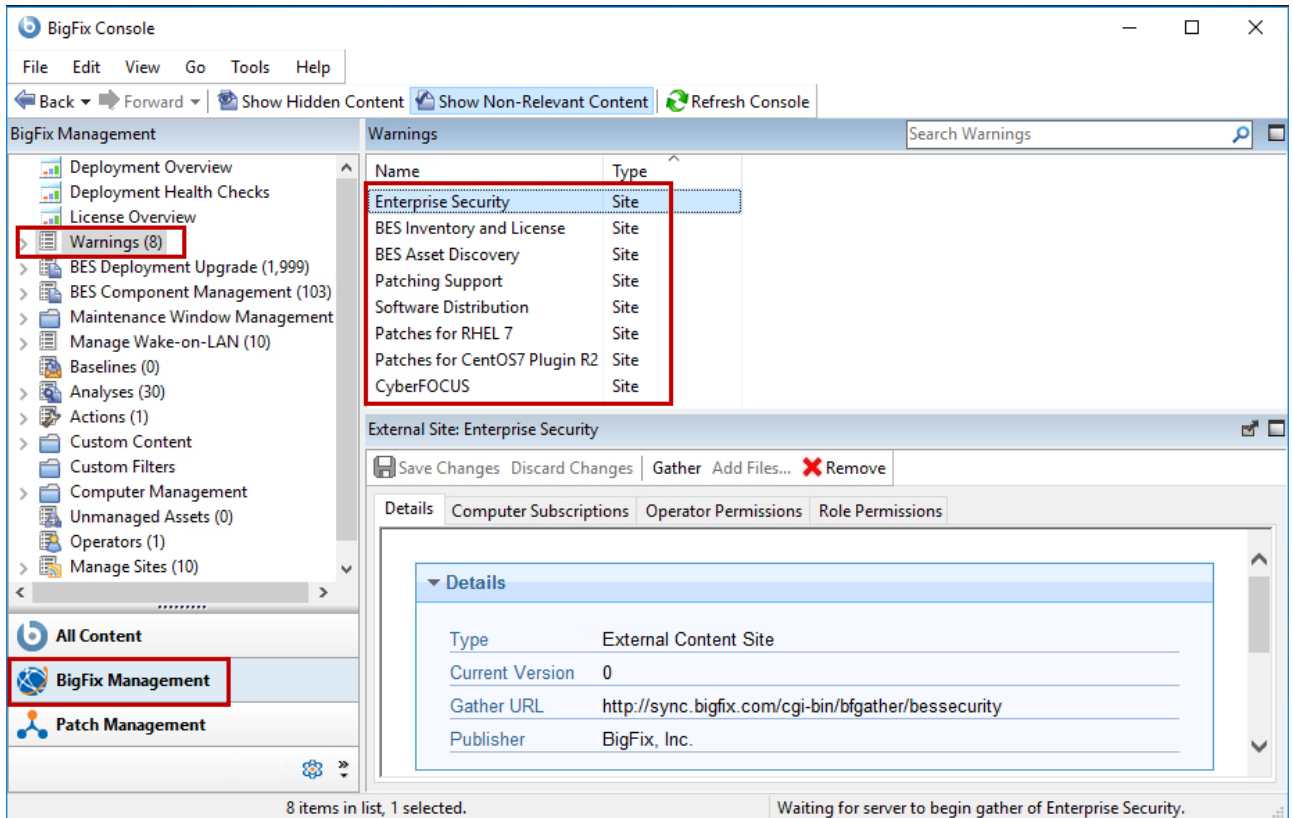 BigFix Console
File Edit View Go Tools Help
Back Forward Show Hidden Content Show Non-Relevant Content Refresh Console
BigFix Management
Deployment Overview
Deployment Health Checks
License Overview
Warnings (8)
BES Deployment Upgrade (1,999)
BES Component Management (103)
Maintenance Window Management
Manage Wake-on-LAN (10)
Baselines (0)
Analyses (30)
Actions (1)
Custom Content
Custom Filters
Computer Management
Unmanaged Assets (0)
Operators (1)
Manage Sites (10)
All Content
BigFix Management
Patch Management
Warnings Search Warnings
Name Type
Enterprise Security Site
BES Inventory and License Site
BES Asset Discovery Site
Patching Support Site
Software Distribution Site
Patches for RHEL 7 Site
Patches for CentOS7 Plugin R2 Site
CyberFOCUS Site
External Site: Enterprise Security
Save Changes Discard Changes Gather Add Files... Remove
Details Computer Subscriptions Operator Permissions Role Permissions
Details
Type External Content Site
Current Version 0
Gather URL http://sync.bigfix.com/cgi-bin/bfgather/bessecurity
Publisher BigFix, Inc.
8 items in list, 1 selected. Waiting for server to begin gather of Enterprise Security.